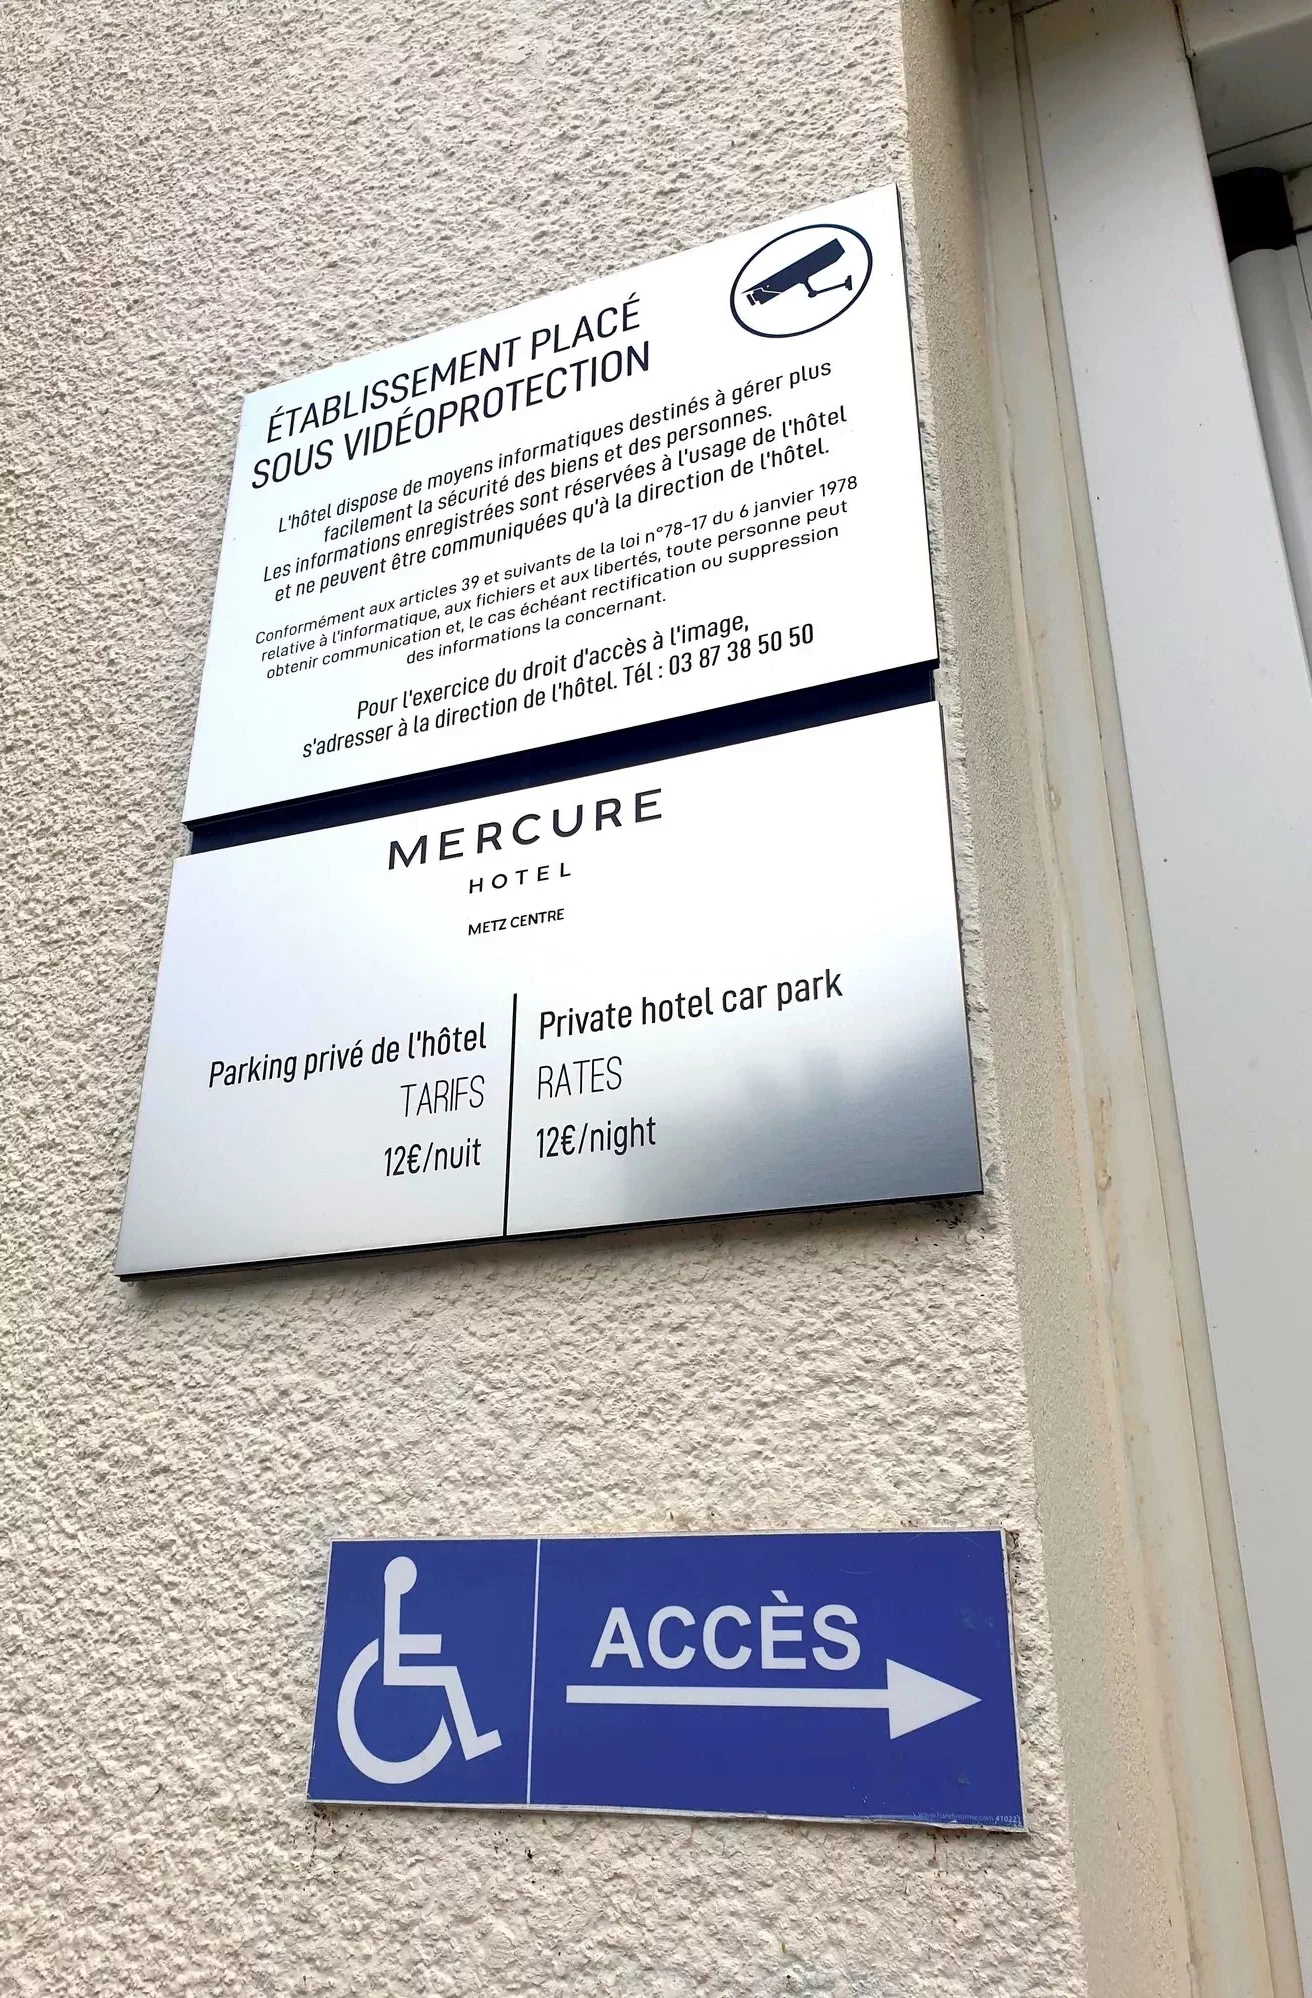 ÉTABLISSEMENT PLACÉ
SOUS VIDÉOPROTECTION
L'hôtel dispose de moyens informatiques destinés à gérer plus
facilement la sécurité des biens et des personnes.
Les informations enregistrées sont réservées à l'usage de l'hôtel
et ne peuvent être communiquées qu'à la direction de l'hôtel.
Conformément aux articles 39 et suivants de la loi n°78-17 du 6 janvier 1978
relative à l'informatique, aux fichiers et aux libertés, toute personne peut
obtenir communication et, le cas échéant rectification ou suppression
des informations la concernant.
Pour l'exercice du droit d'accès à l'image,
s'adresser à la direction de l'hôtel. Tél : 03 87 38 50 50
MERCURE
HOTEL
METZ CENTRE
Parking privé de l'hôtel
TARIFS
12€/nuit
Private hotel car park
RATES
12€/night
ACCÈS